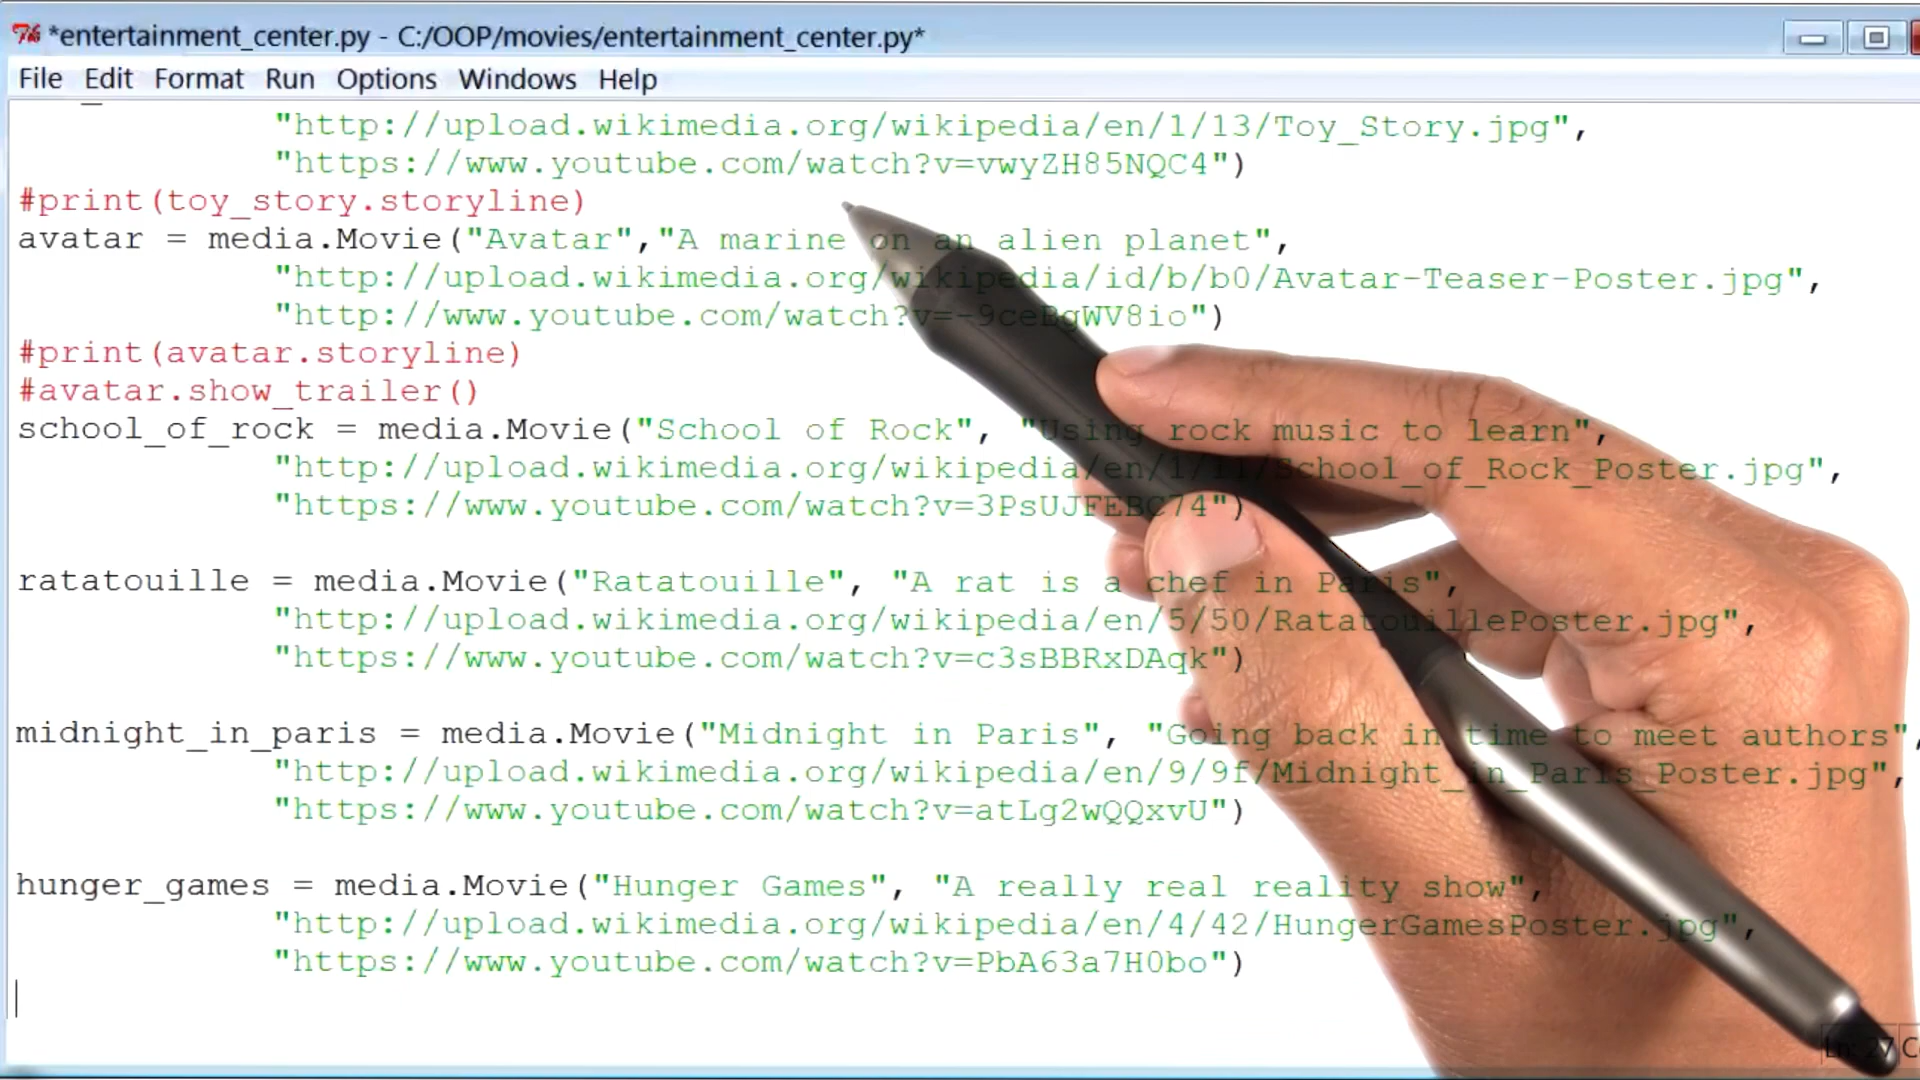 *entertainment_center.py - C:/OOP/movies/entertainment_center.py*
File Edit Format Run Options Windows Help
"http://upload.wikimedia.org/wikipedia/en/1/13/Toy_Story.jpg",
"https://www.youtube.com/watch?v=vwyZH85NQC4")
#print(toy_story.storyline)
avatar = media.Movie("Avatar","A marine on an alien planet",
"http://upload.wikimedia.org/wikipedia/id/b/b0/Avatar-Teaser-Poster.jpg",
"http://www.youtube.com/watch?v=-9ceBgWV8io")
#print(avatar.storyline)
#avatar.show_trailer()
school_of_rock = media.Movie("School of Rock", "Using rock music to learn",
"http://upload.wikimedia.org/wikipedia/en/1/11/School_of_Rock_Poster.jpg",
"https://www.youtube.com/watch?v=3PsUJFEBC74")
ratatouille = media.Movie("Ratatouille", "A rat is a chef in Paris",
"http://upload.wikimedia.org/wikipedia/en/5/50/RatatouillePoster.jpg",
"https://www.youtube.com/watch?v=c3sBBRxDAqk")
midnight_in_paris = media.Movie("Midnight in Paris", "Going back in time to meet authors",
"http://upload.wikimedia.org/wikipedia/en/9/9f/Midnight_in_Paris_Poster.jpg",
"https://www.youtube.com/watch?v=atLg2wQQxvU")
hunger_games = media.Movie("Hunger Games", "A really real reality show",
"http://upload.wikimedia.org/wikipedia/en/4/42/HungerGamesPoster.jpg",
"https://www.youtube.com/watch?v=PbA63a7H0bo")
Ln: 27